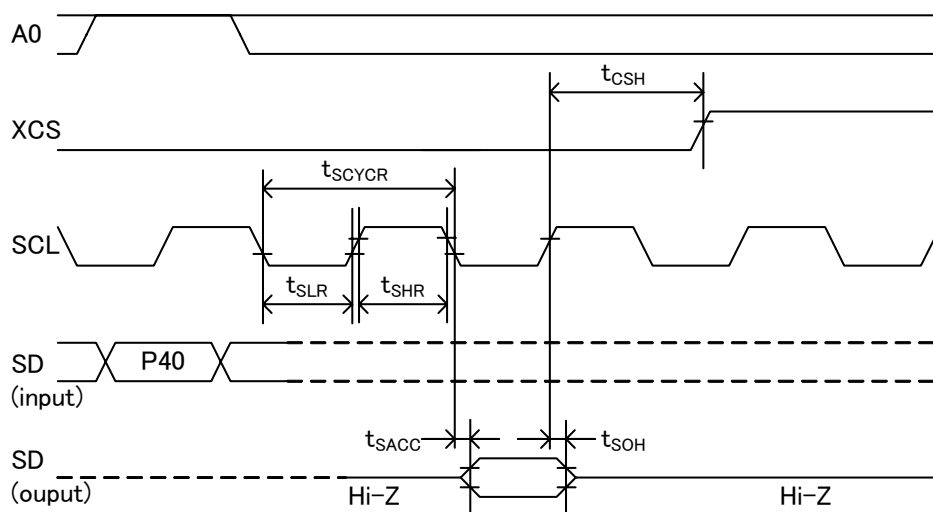 A0
tCSH
XCS
tSCYCR
SCL
tSLR
tSHR
SD
(input)
P40
tSACC
tSOH
SD
(ouput)
Hi-Z
Hi-Z